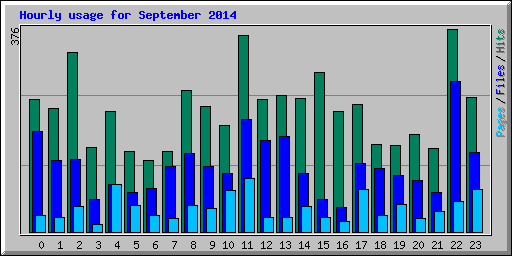 Hourly usage for September 2014
376
Pages / Files / Hits
0 1 2 3 4 5 6 7 8 9 10 11 12 13 14 15 16 17 18 19 20 21 22 23